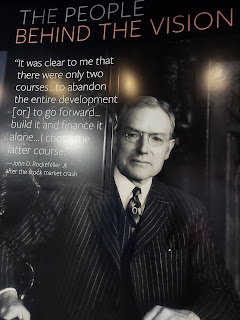 THE PEOPLE
BEHIND THE VISION
"It was clear to me that
there were only two
courses...to abandon
the entire development
[or] to go forward...
build it and finance it
alone...I chose the
latter course."
—John D. Rockefeller Jr.
after the stock market crash